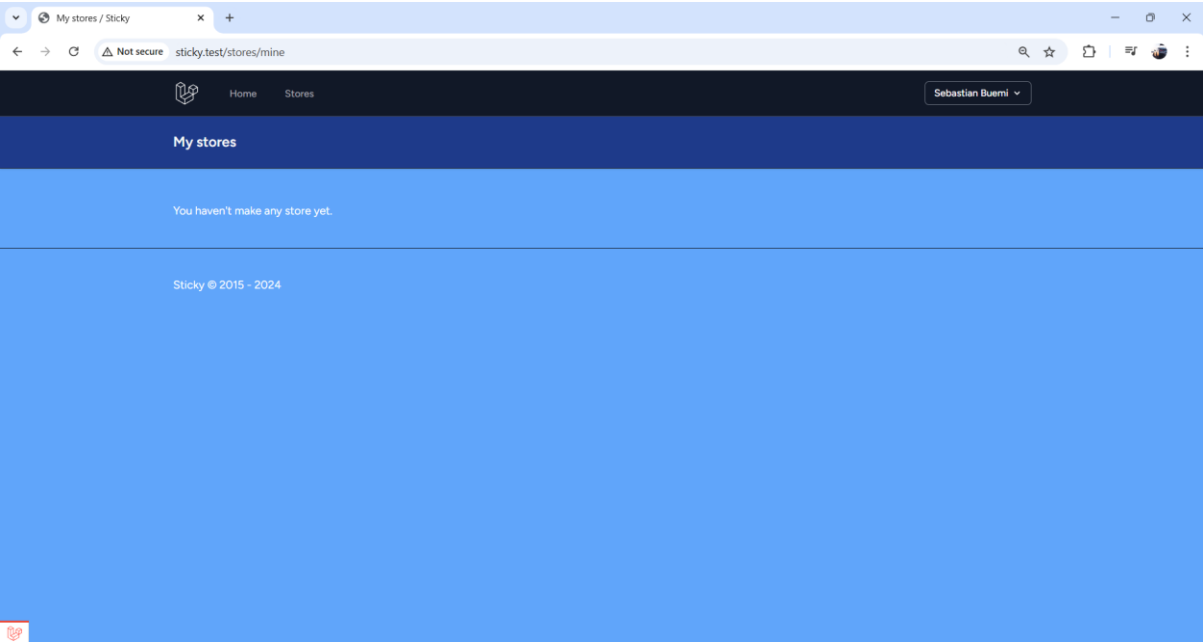 My stores / Sticky
Not secure sticky.test/stores/mine
Home Stores Sebastian Buemi
My stores
You haven't make any store yet.
Sticky © 2015 - 2024